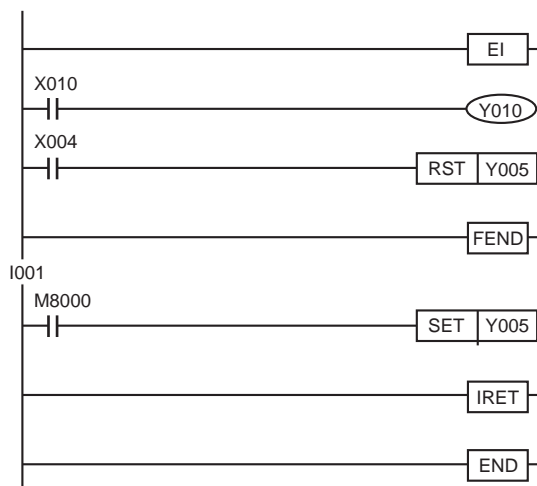 EI
X010
Y010
X004
RST Y005
FEND
I001
M8000
SET Y005
IRET
END